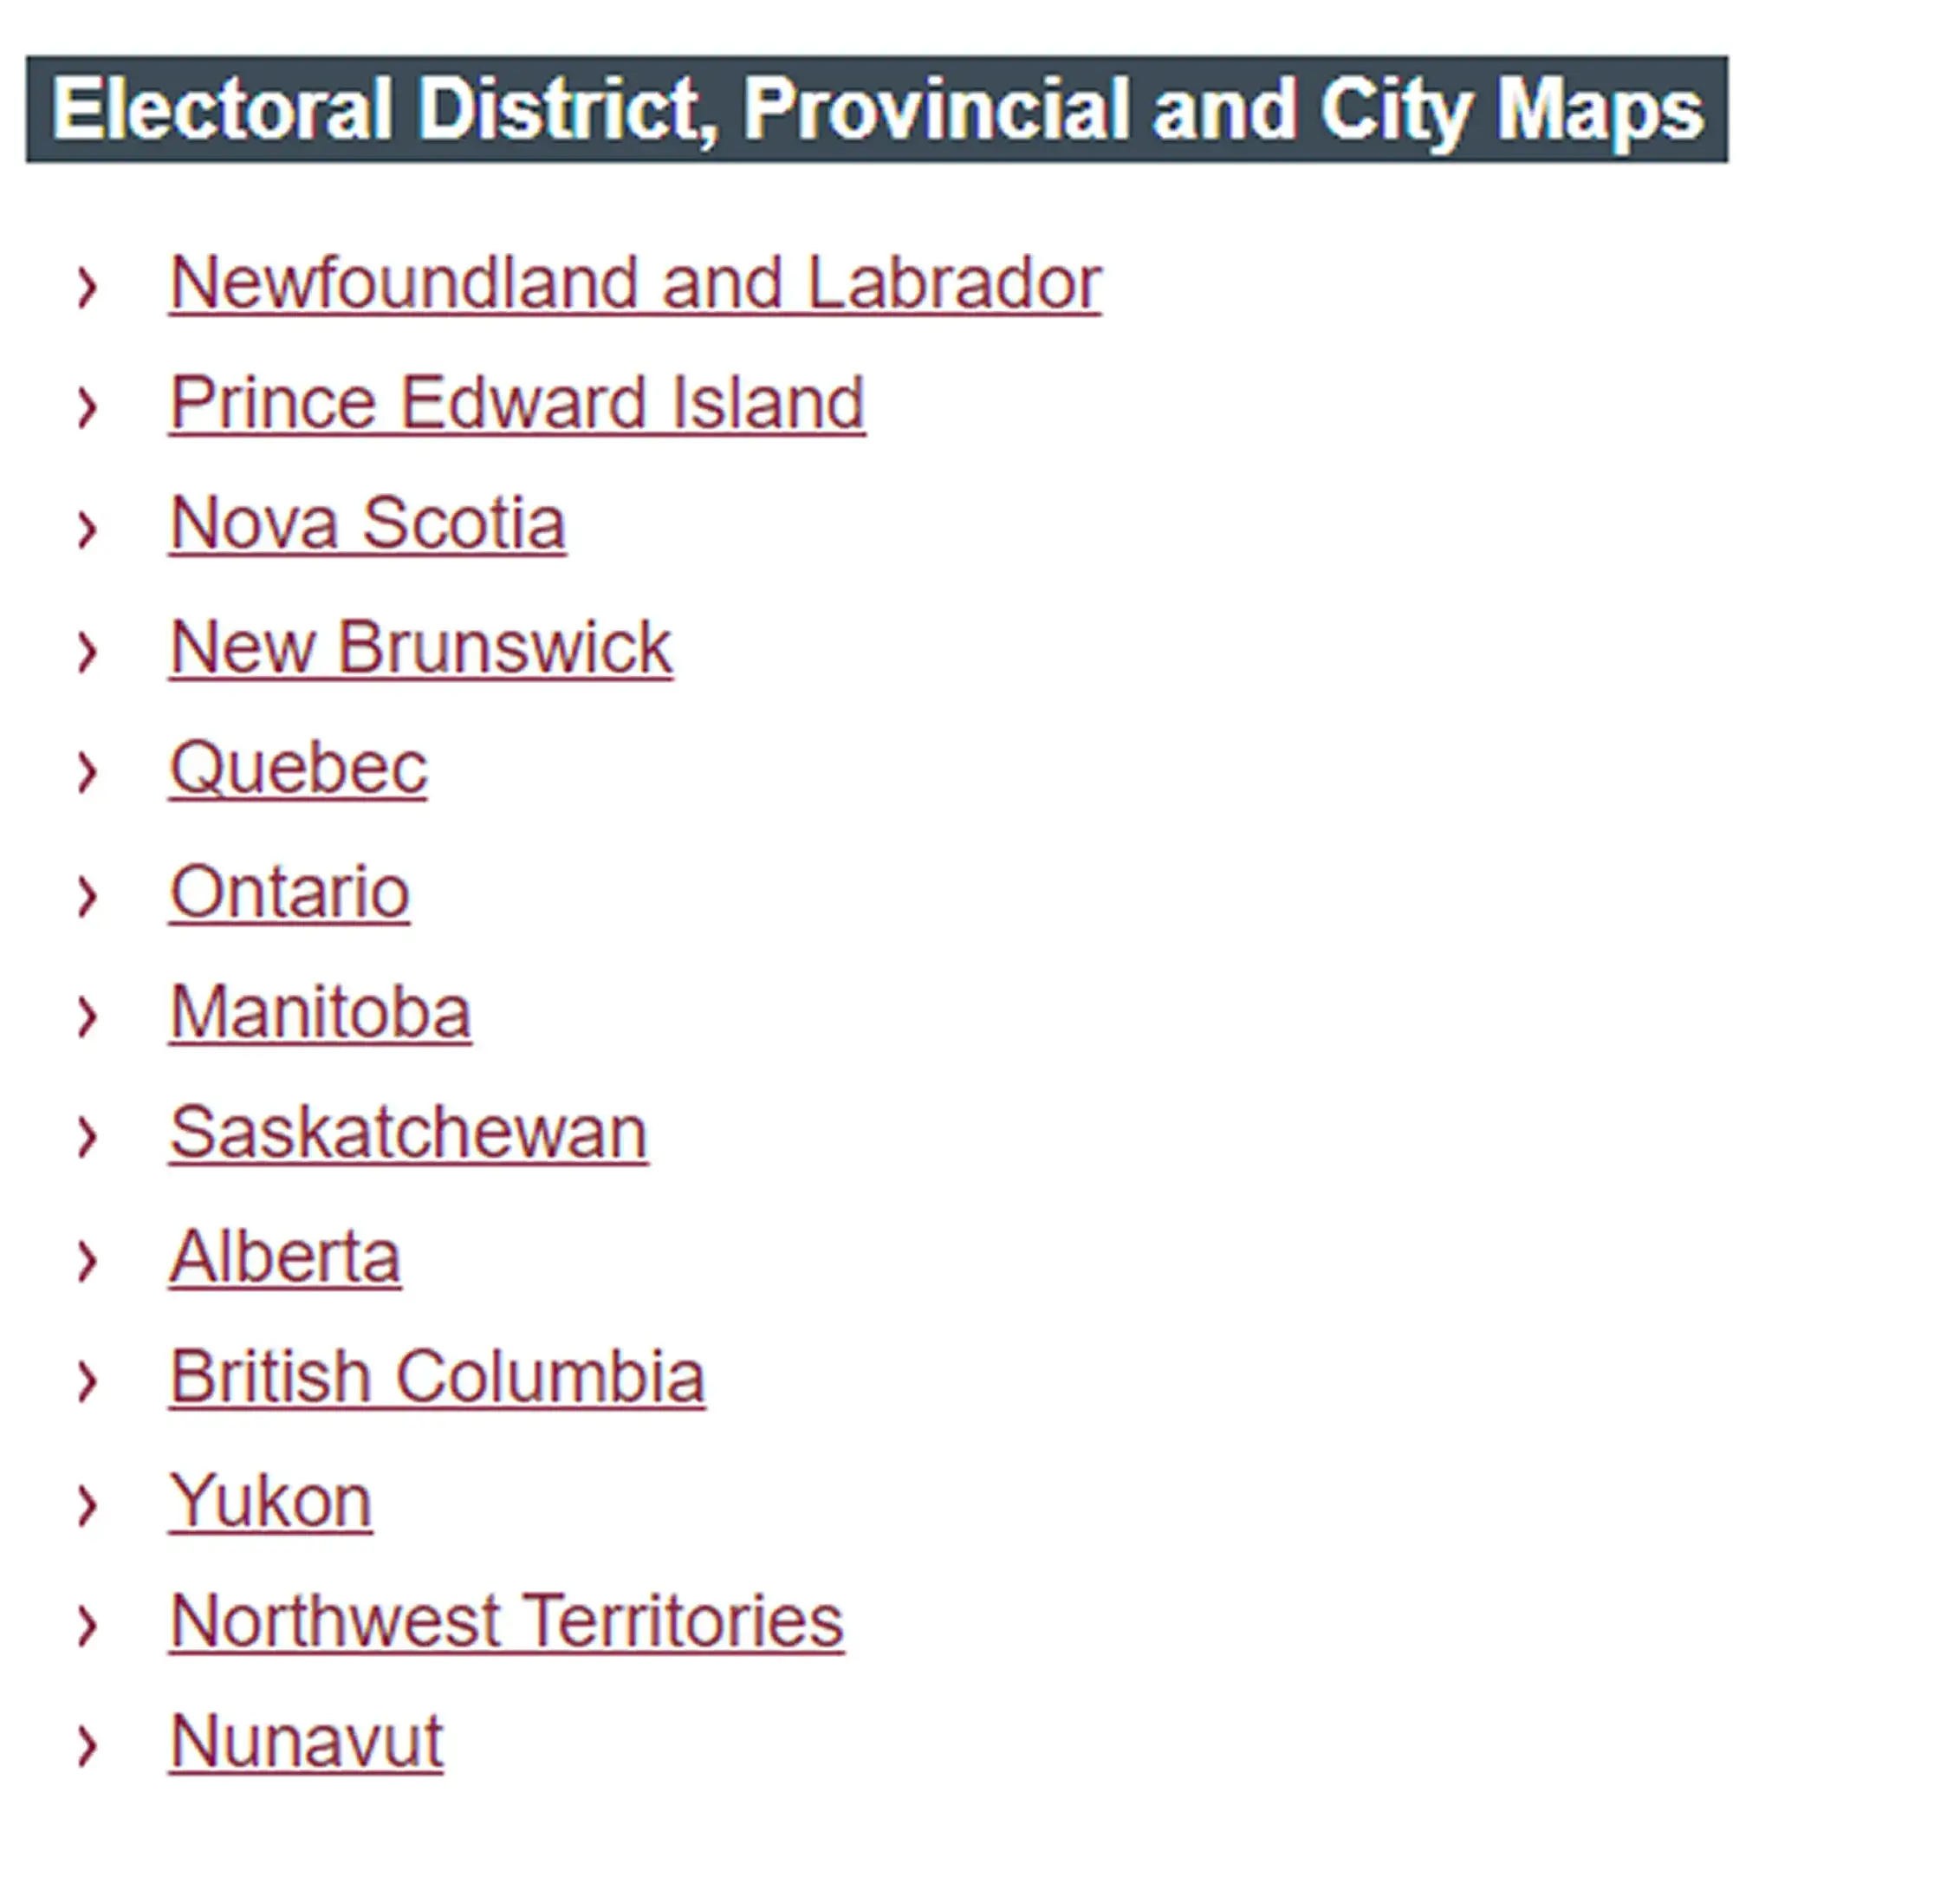 Electoral District, Provincial and City Maps
Newfoundland and Labrador
Prince Edward Island
Nova Scotia
New Brunswick
Quebec
Ontario
Manitoba
Saskatchewan
Alberta
British Columbia
Yukon
Northwest Territories
Nunavut